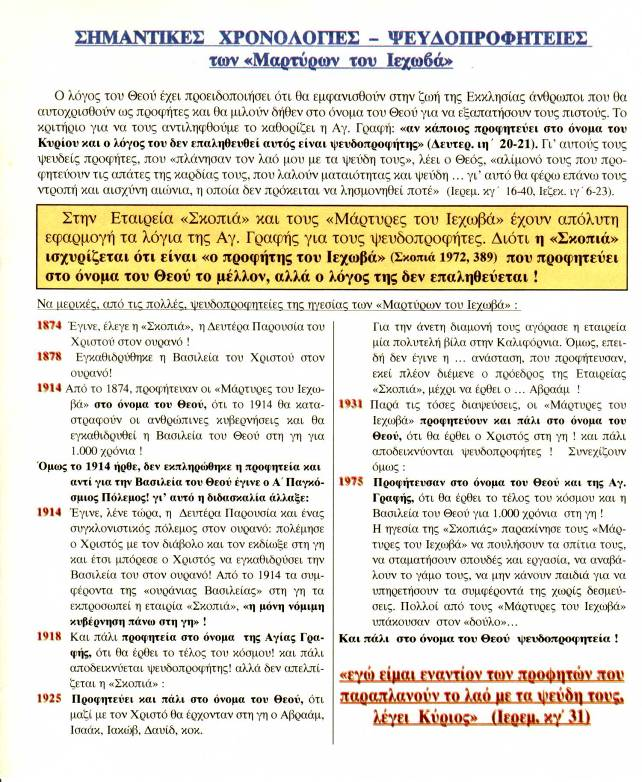 ΣΗΜΑΝΤΙΚΕΣ ΧΡΟΝΟΛΟΓΙΕΣ – ΨΕΥΔΟΠΡΟΦΗΤΕΙΕΣ
των «Μαρτύρων του Ιεχωβά»
Ο λόγος του Θεού έχει προειδοποιήσει ότι θα εμφανισθούν στην ζωή της Εκκλησίας άνθρωποι που θα
αυτοχρισθούν ως προφήτες και θα μιλούν δήθεν στο όνομα του Θεού για να εξαπατήσουν τους πιστούς. Το
κριτήριο για να τους αντιληφθούμε το καθορίζει η Αγ. Γραφή: «αν κάποιος προφητεύει στο όνομα του
Κυρίου και ο λόγος του δεν επαληθευθεί αυτός είναι ψευδοπροφήτης» (Δευτερ. ιη΄ 20-21). Γι' αυτούς τους
ψευδείς προφήτες, που «πλάνησαν τον λαό μου με τα ψεύδη τους», λέει ο Θεός, «αλίμονό τους που προ-
φητεύουν τις απάτες της καρδίας τους, που λαλούν ματαιότητα και ψεύδη ... γι' αυτό θα φέρω επάνω τους
ντροπή και αισχύνη αιώνια, η οποία δεν πρόκειται να λησμονηθεί ποτέ» (Ιερεμ. κγ΄ 16-40, Ιεζεκ. ιγ΄6-23).
Στην Εταιρεία «Σκοπιά» και τους «Μάρτυρες του Ιεχωβά» έχουν απόλυτη
εφαρμογή τα λόγια της Αγ. Γραφής για τους ψευδοπροφήτες. Διότι η «Σκοπιά»
ισχυρίζεται ότι είναι «ο προφήτης του Ιεχωβά» (Σκοπιά 1972, 389) που προφητεύει
στο όνομα του Θεού το μέλλον, αλλά ο λόγος της δεν επαληθεύεται !
Να μερικές, από τις πολλές, ψευδοπροφητείες της ηγεσίας των «Μαρτύρων του Ιεχωβά» :
1874 Έγινε, έλεγε η «Σκοπιά», η Δευτέρα Παρουσία του
Χριστού στον ουρανό !
1878 Εγκαθιδρύθηκε η Βασιλεία του Χριστού στον
ουρανό!
1914 Από το 1874, προφήτευαν οι «Μάρτυρες του Ιεχω-
βά» στο όνομα του Θεού, ότι το 1914 θα κατα-
στραφούν οι ανθρώπινες κυβερνήσεις και θα
εγκαθιδρυθεί η Βασιλεία του Θεού στη γη για
1.000 χρόνια !
Όμως το 1914 ήρθε, δεν εκπληρώθηκε η προφητεία και
αντί για την Βασιλεία του Θεού έγινε ο Α΄ Παγκό-
σμιος Πόλεμος! γι' αυτό η διδασκαλία άλλαξε:
1914 Έγινε, λένε τώρα, η Δευτέρα Παρουσία και ένας
συγκλονιστικός πόλεμος στον ουρανό: πολέμησε
ο Χριστός με τον διάβολο και τον εκδίωξε στη γη
και έτσι μπόρεσε ο Χριστός να εγκαθιδρύσει την
Βασιλεία του στον ουρανό! Από το 1914 τα συμ-
φέροντα της «ουράνιας Βασιλείας» στη γη τα
εκπροσωπεί η εταιρία «Σκοπιά», «η μόνη νόμιμη
κυβέρνηση πάνω στη γη» !
1918 Και πάλι προφητεία στο όνομα της Αγίας Γρα-
φής, ότι θα έρθει το τέλος του κόσμου! και πάλι
αποδεικνύεται ψευδοπροφήτης! αλλά δεν απελπί-
ζεται η «Σκοπιά» :
1925 Προφητεύει και πάλι στο όνομα του Θεού, ότι
μαζί με τον Χριστό θα έρχονταν στη γη ο Αβραάμ,
Ισαάκ, Ιακώβ, Δαυίδ, κοκ.
Για την άνετη διαμονή τους αγόρασε η εταιρεία
μία πολυτελή βίλα στην Καλιφόρνια. Όμως, επει-
δή δεν έγινε η ... ανάσταση, που προφήτευσαν,
εκεί πλέον διέμενε ο πρόεδρος της Εταιρείας
«Σκοπιά», μέχρι να έρθει ο ... Αβραάμ !
1931 Παρά τις τόσες διαψεύσεις, οι «Μάρτυρες του
Ιεχωβά» προφητεύουν και πάλι στο όνομα του
Θεού, ότι θα έρθει ο Χριστός στη γη ! και πάλι
αποδεικνύονται ψευδοπροφήτες ! Συνεχίζουν
όμως :
1975 Προφήτευσαν στο όνομα του Θεού και της Αγ.
Γραφής, ότι θα έρθει το τέλος του κόσμου και η
Βασιλεία του Θεού για 1.000 χρόνια στη γη !
Η ηγεσία της «Σκοπιάς» παρακίνησε τους «Μάρ-
τυρες του Ιεχωβά» να πουλήσουν τα σπίτια τους,
να σταματήσουν σπουδές και εργασία, να αναβά-
λουν το γάμο τους, να μην κάνουν παιδιά για να
υπηρετήσουν τα συμφέροντά της χωρίς δεσμεύ-
σεις. Πολλοί από τους «Μάρτυρες του Ιεχωβά»
υπάκουσαν στον «δούλο»...
Και πάλι στο όνομα του Θεού ψευδοπροφητεία !
«εγώ είμαι εναντίον των προφητών που
παραπλανούν το λαό με τα ψεύδη τους,
λέγει Κύριος» (Ιερεμ. κγ΄ 31)